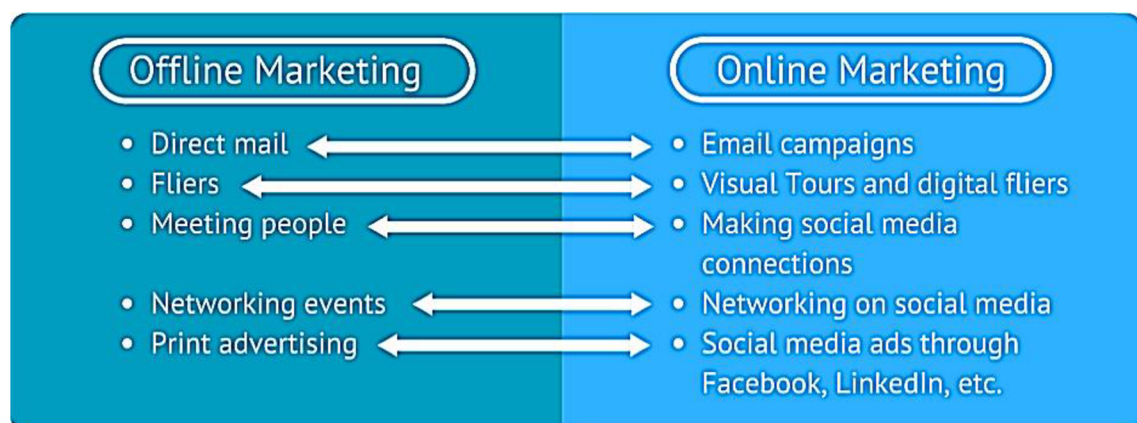 Offline Marketing
• Direct mail
• Fliers
• Meeting people
• Networking events
• Print advertising
Online Marketing
• Email campaigns
• Visual Tours and digital fliers
• Making social media
connections
• Networking on social media
• Social media ads through
Facebook, LinkedIn, etc.